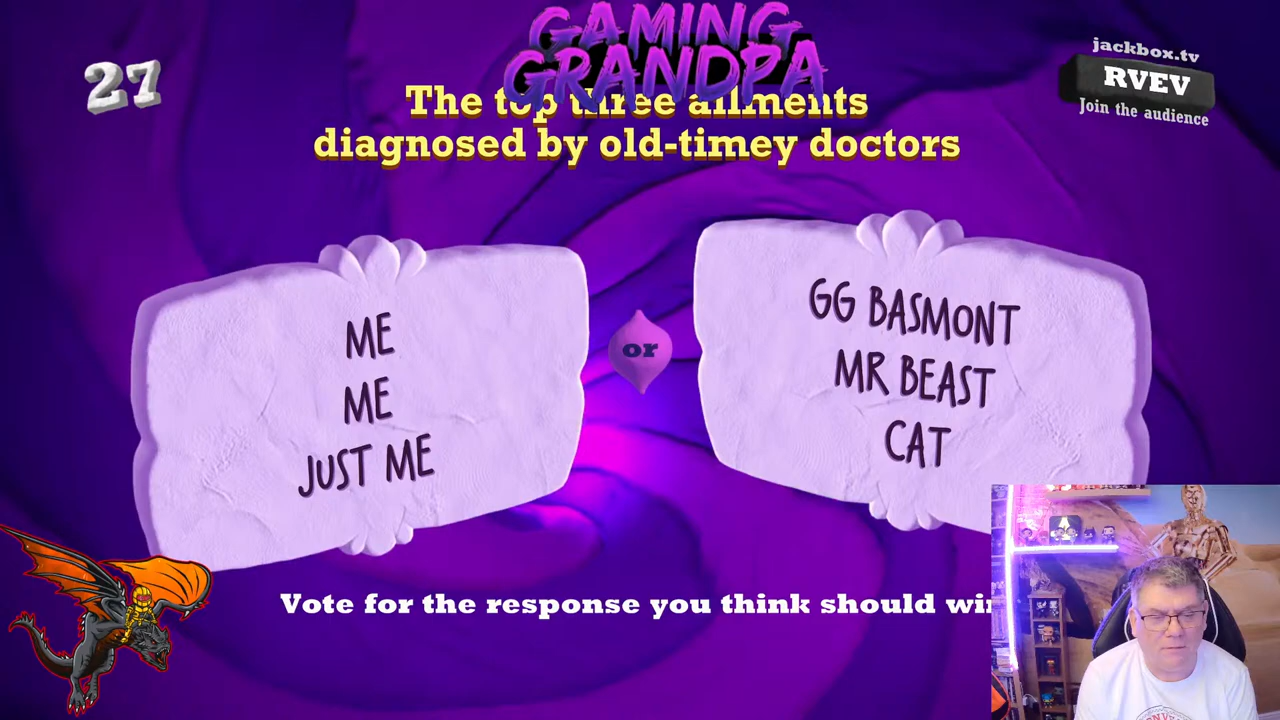 GAMING
GRANDPA
27
jackbox.tv
RVEV
Join the audience
The top three ailments
diagnosed by old-timey doctors
ME
ME
JUST ME
or
GG BASMONT
MR BEAST
CAT
Vote for the response you think should